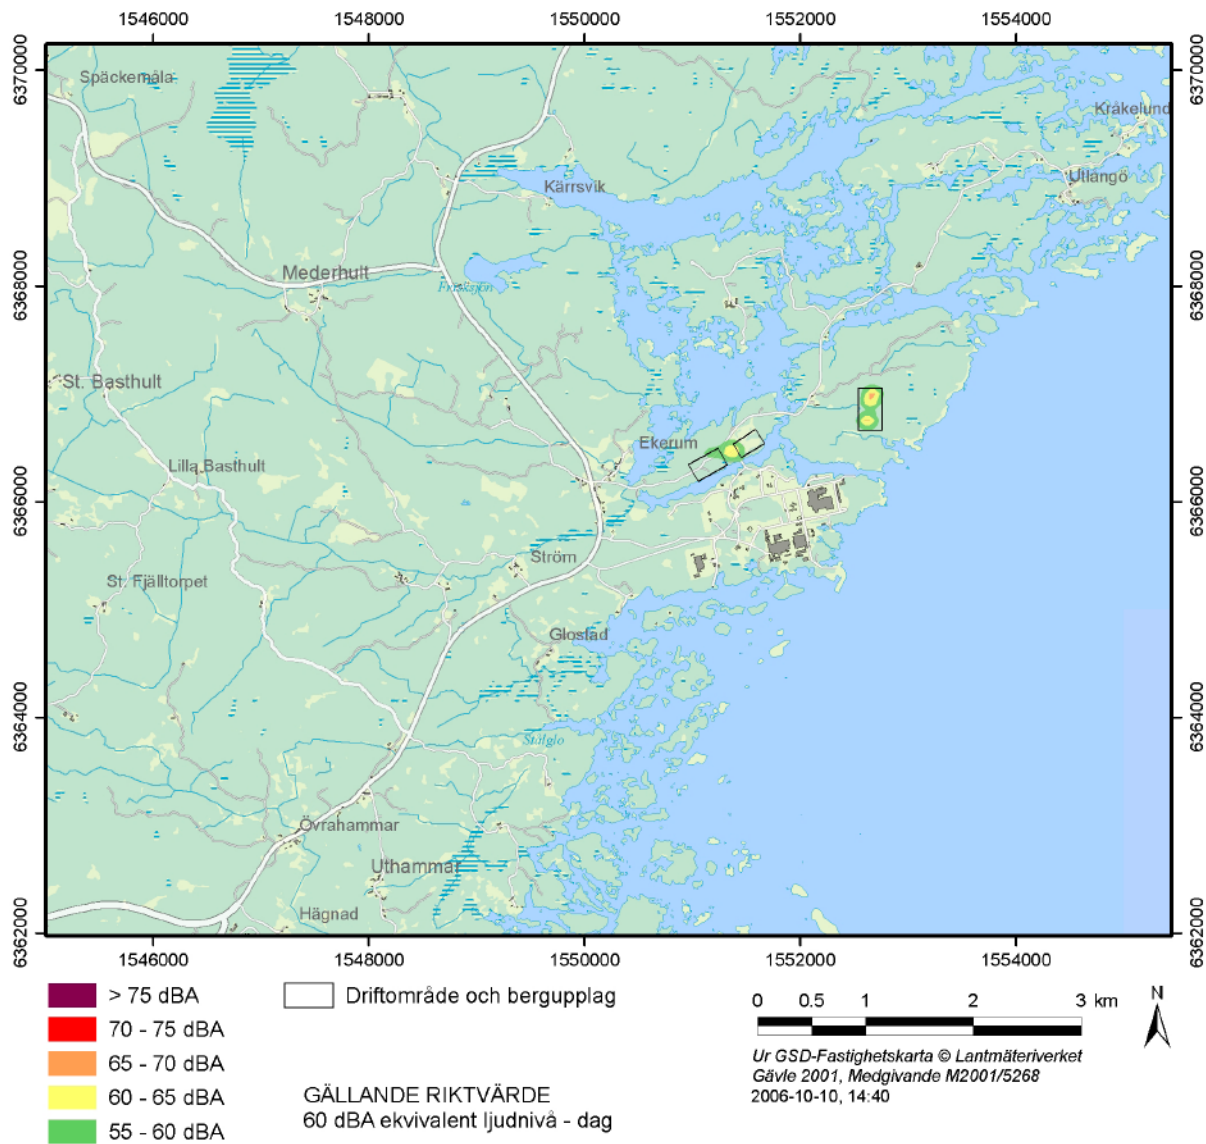 1546000
1548000
1550000
1552000
1554000
6370000
6370000
Späckemåla
Kråkelund
Kärrsvik
Utlångö
Mederhult
Frisksjön
6368000
6368000
St. Basthult
Ekerum
Lilla Basthult
6366000
6366000
Ström
St. Fjälltorpet
Glostad
6364000
6364000
Stålglo
Övrahammar
Uthammar
Hägnad
6362000
6362000
1546000
1548000
1550000
1552000
1554000
> 75 dBA
70 - 75 dBA
65 - 70 dBA
60 - 65 dBA
55 - 60 dBA
Driftområde och bergupplag
GÄLLANDE RIKTVÄRDE
60 dBA ekvivalent ljudnivå - dag
0 0.5 1 2 3 km
N
Ur GSD-Fastighetskarta © Lantmäteriverket
Gävle 2001, Medgivande M2001/5268
2006-10-10, 14:40